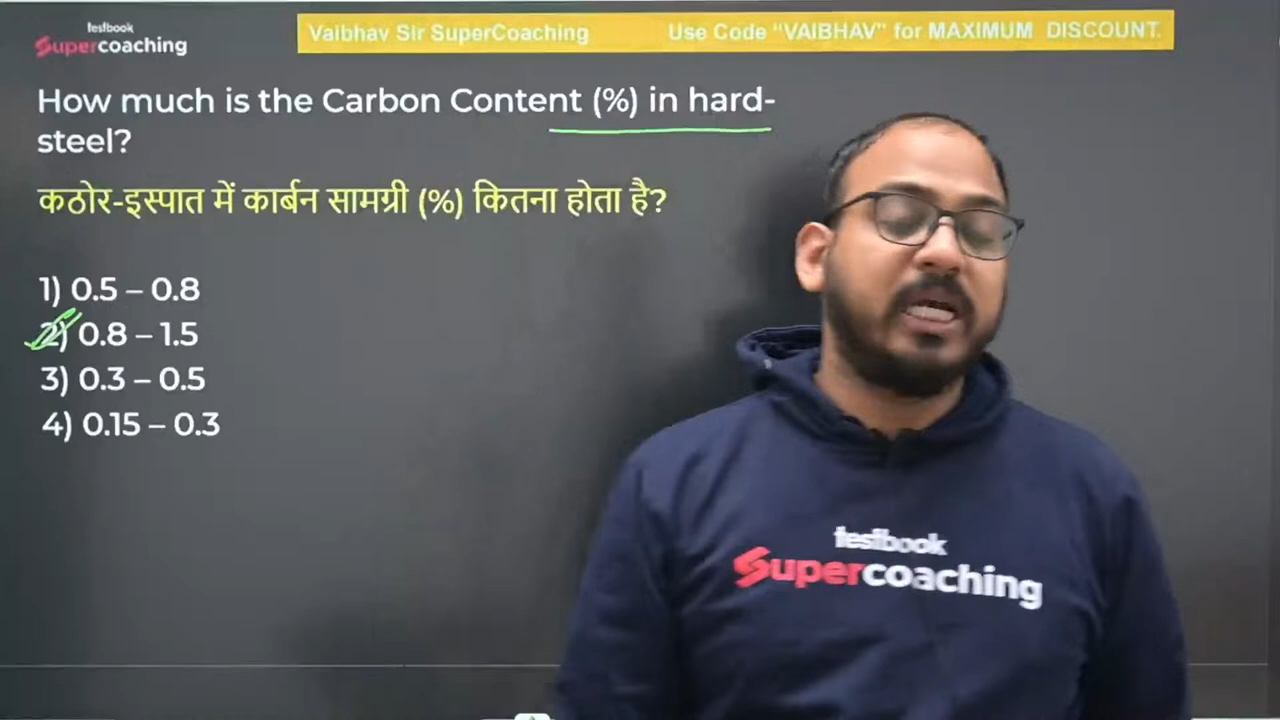 testbook
Supercoaching
Vaibhav Sir SuperCoaching Use Code “VAIBHAV” for MAXIMUM DISCOUNT.
How much is the Carbon Content (%) in hard-
steel?
कठोर-इस्पात में कार्बन सामग्री (%) कितना होता है?
1) 0.5 – 0.8
2) 0.8 – 1.5
3) 0.3 – 0.5
4) 0.15 – 0.3
testbook
Supercoaching